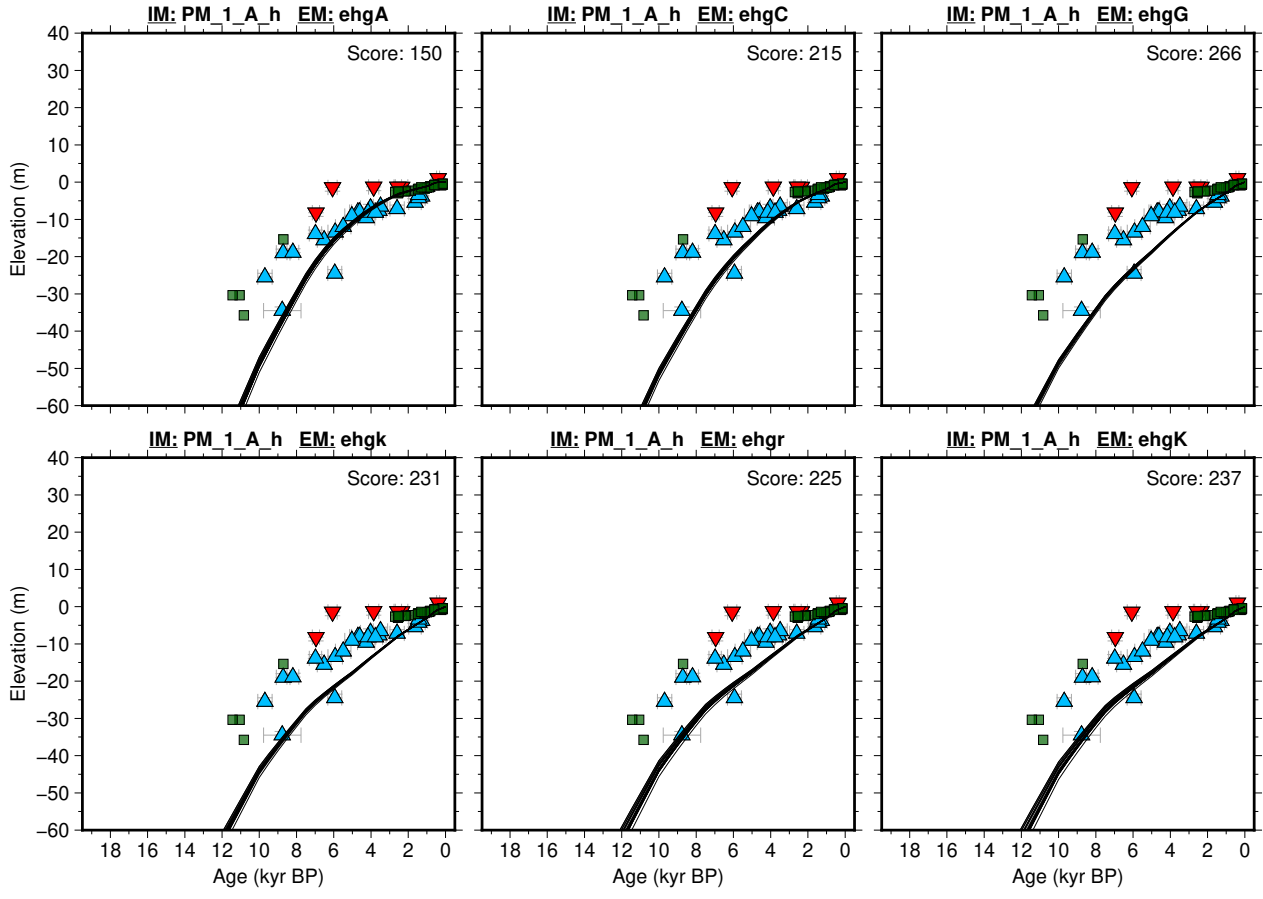 IM: PM_1_A_h EM: ehgA
IM: PM_1_A_h EM: ehgC
IM: PM_1_A_h EM: ehgG
40
30
20
10
0
−10
−20
−30
−40
−50
−60
Elevation (m)
Score: 150
Score: 215
Score: 266
IM: PM_1_A_h EM: ehgk
IM: PM_1_A_h EM: ehgr
IM: PM_1_A_h EM: ehgK
40
30
20
10
0
−10
−20
−30
−40
−50
−60
Elevation (m)
Score: 231
Score: 225
Score: 237
18 16 14 12 10 8 6 4 2 0
18 16 14 12 10 8 6 4 2 0
18 16 14 12 10 8 6 4 2 0
Age (kyr BP)
Age (kyr BP)
Age (kyr BP)